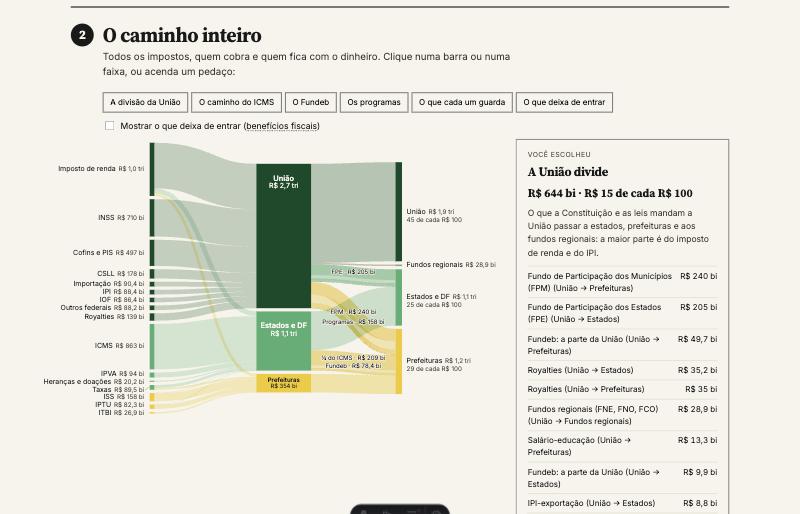 2 O caminho inteiro
Todos os impostos, quem cobra e quem fica com o dinheiro. Clique numa barra ou numa
faixa, ou acenda um pedaço:
A divisão da União
O caminho do ICMS
O Fundeb
Os programas
O que cada um guarda
O que deixa de entrar
Mostrar o que deixa de entrar (benefícios fiscais)
Imposto de renda R$ 1,0 tri
INSS R$ 710 bi
Cofins e PIS R$ 497 bi
CSLL R$ 178 bi
Importação R$ 90,4 bi
IPI R$ 88,4 bi
IOF R$ 86,4 bi
Outros federais R$ 88,2 bi
Royalties R$ 139 bi
ICMS R$ 863 bi
IPVA R$ 94 bi
Heranças e doações R$ 20,2 bi
Taxas R$ 89,5 bi
ISS R$ 158 bi
IPTU R$ 82,3 bi
ITBI R$ 26,9 bi
União
R$ 2,7 tri
Estados e DF
R$ 1,1 tri
Prefeituras
R$ 354 bi
FPE · R$ 205 bi
FPM · R$ 240 bi
Programas · R$ 158 bi
¼ do ICMS · R$ 209 bi
Fundeb · R$ 78,4 bi
União R$ 1,9 tri
45 de cada R$ 100
Fundos regionais R$ 28,9 bi
Estados e DF R$ 1,1 tri
25 de cada R$ 100
Prefeituras R$ 1,2 tri
29 de cada R$ 100
VOCÊ ESCOLHEU
A União divide
R$ 644 bi · R$ 15 de cada R$ 100
O que a Constituição e as leis mandam a
União passar a estados, prefeituras e aos
fundos regionais: a maior parte é do imposto
de renda e do IPI.
Fundo de Participação dos Municípios R$ 240 bi
(FPM) (União → Prefeituras)
Fundo de Participação dos Estados R$ 205 bi
(FPE) (União → Estados)
Fundeb: a parte da União (União → R$ 49,7 bi
Prefeituras)
Royalties (União → Estados) R$ 35,2 bi
Royalties (União → Prefeituras) R$ 35 bi
Fundos regionais (FNE, FNO, FCO) R$ 28,9 bi
(União → Fundos regionais)
Salário-educação (União → R$ 13,3 bi
Prefeituras)
Fundeb: a parte da União (União → R$ 9,9 bi
Estados)
IPI-exportação (União → Estados) R$ 8,8 bi